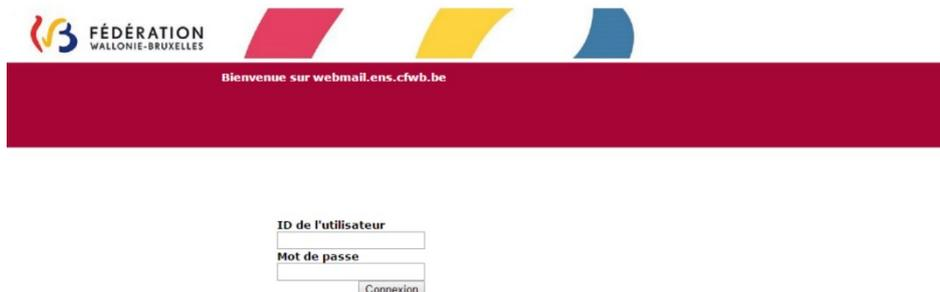 FÉDÉRATION
WALLONIE-BRUXELLES
Bienvenue sur webmail.ens.cfwb.be
ID de l'utilisateur
Mot de passe
Connexion